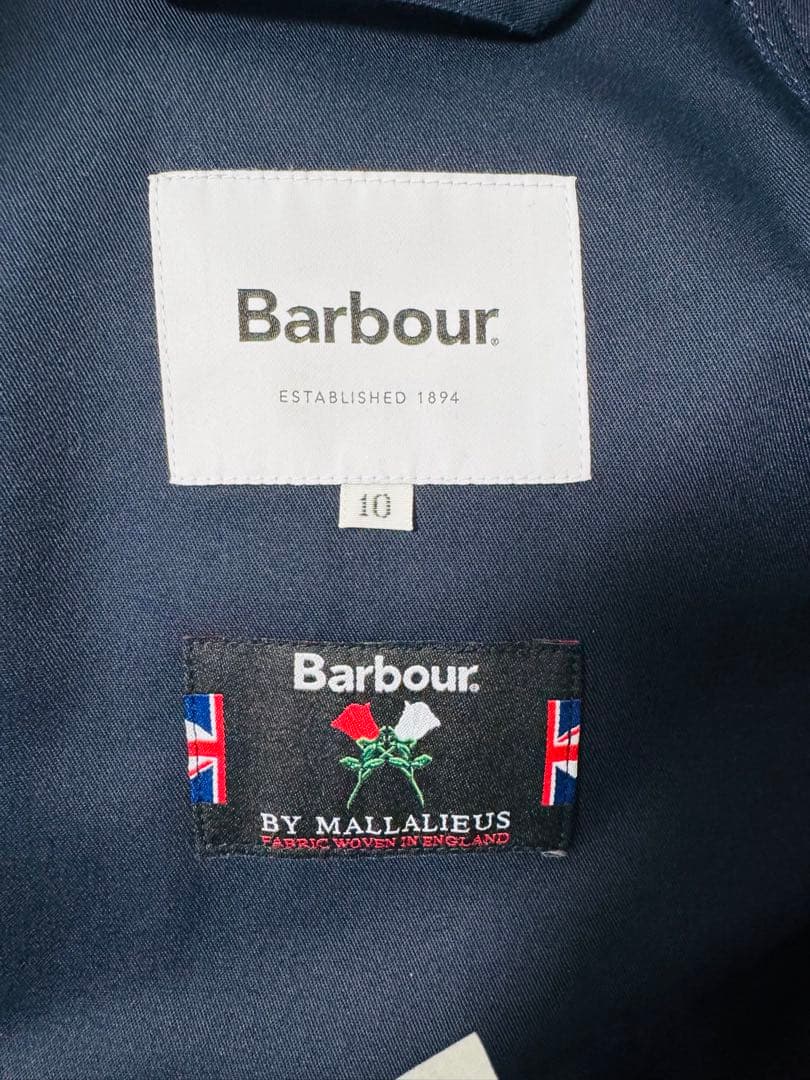 Barbour®
ESTABLISHED 1894
10
Barbour®
BY MALLALIEUS
FABRIC WOVEN IN ENGLAND